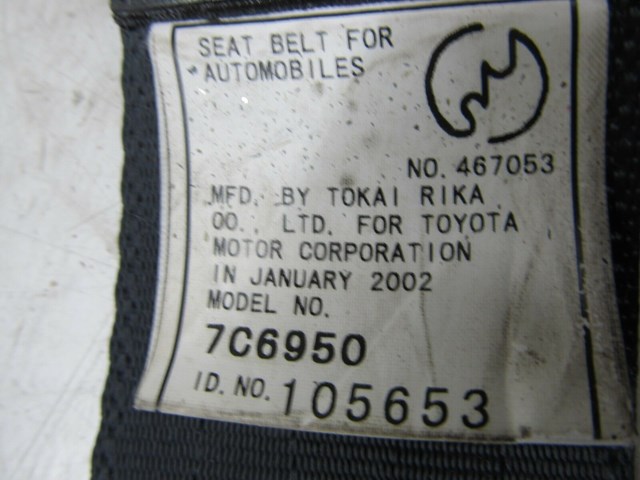 SEAT BELT FOR
AUTOMOBILES
NO. 467053
MFD. BY TOKAI RIKA
OO., LTD. FOR TOYOTA
MOTOR CORPORATION
IN JANUARY 2002
MODEL NO.
7C6950
ID. NO. 105653